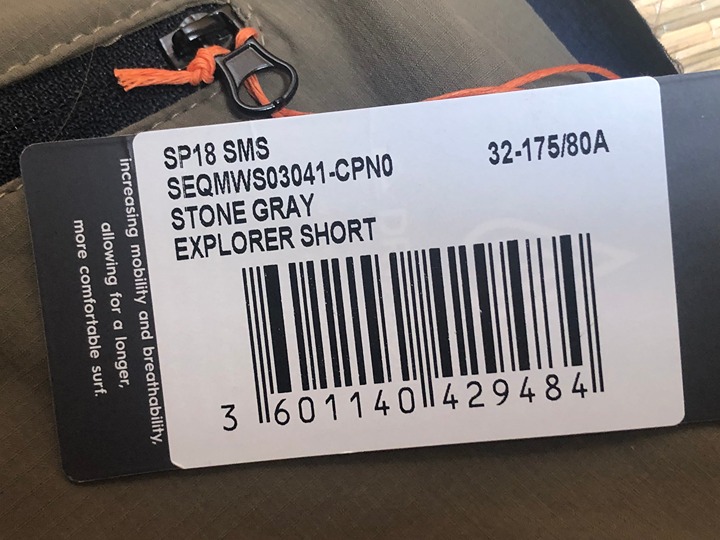 SP18 SMS
32-175/80A
SEQMWS03041-CPN0
STONE GRAY
EXPLORER SHORT
3 601140 429484
increasing mobility and breathability,
allowing for a longer,
more comfortable surf.